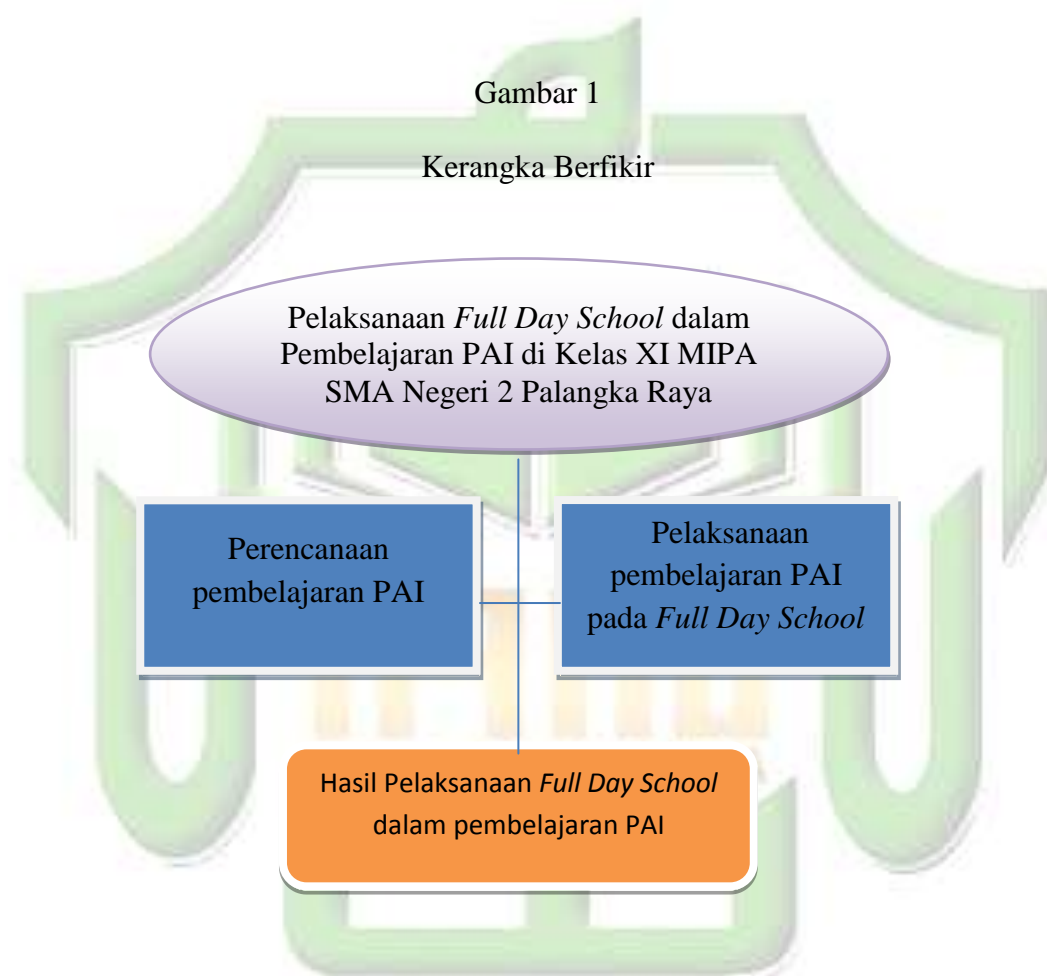 Gambar 1
Kerangka Berfikir
Pelaksanaan Full Day School dalam
Pembelajaran PAI di Kelas XI MIPA
SMA Negeri 2 Palangka Raya
Perencanaan
pembelajaran PAI
Pelaksanaan
pembelajaran PAI
pada Full Day School
Hasil Pelaksanaan Full Day School
dalam pembelajaran PAI